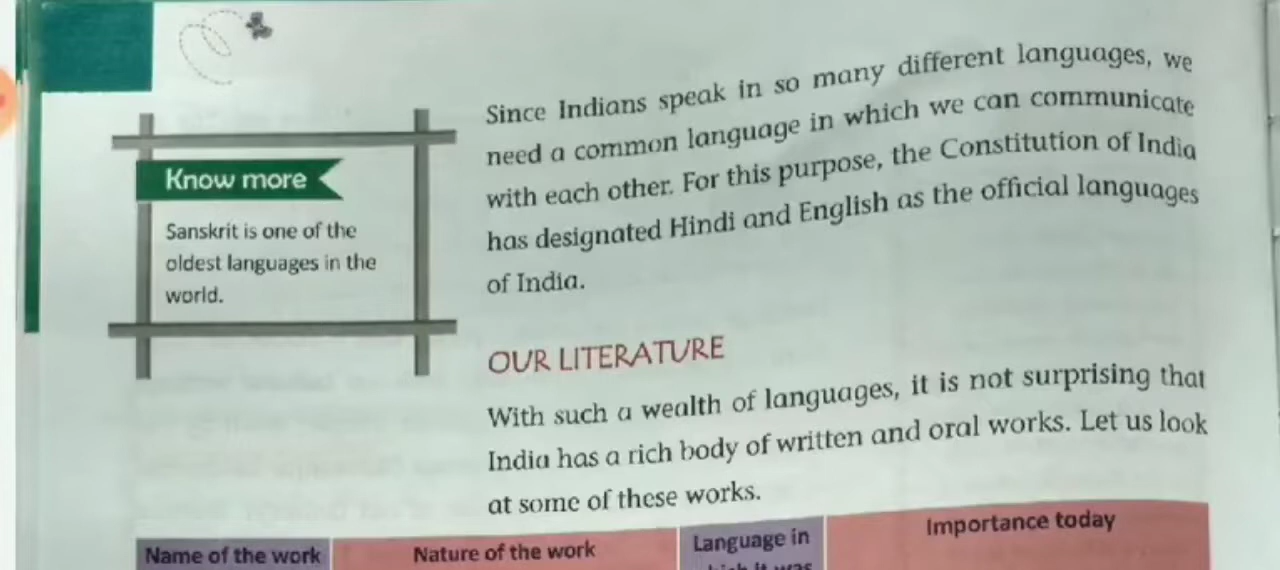 Since Indians speak in so many different languages, we
need a common language in which we can communicate
with each other. For this purpose, the Constitution of India
has designated Hindi and English as the official languages
of India.
Know more
Sanskrit is one of the
oldest languages in the
world.
OUR LITERATURE
With such a wealth of languages, it is not surprising that
India has a rich body of written and oral works. Let us look
at some of these works.
Name of the work
Nature of the work
Language in
Importance today